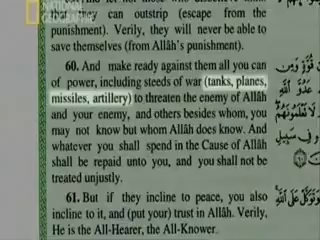 NATIONAL
that they can outstrip (escape from the
punishment). Verily, they will never be able to
save themselves (from Allâh's punishment).
60. And make ready against them all you can
of power, including steeds of war (tanks, planes,
missiles, artillery) to threaten the enemy of Allâh
and your enemy, and others besides whom, you
may not know but whom Allâh does know. And
whatever you shall spend in the Cause of Allâh
shall be repaid unto you, and you shall not be
treated unjustly.
61. But if they incline to peace, you also
incline to it, and (put your) trust in Allâh. Verily,
He is the All-Hearer, the All-Knower.